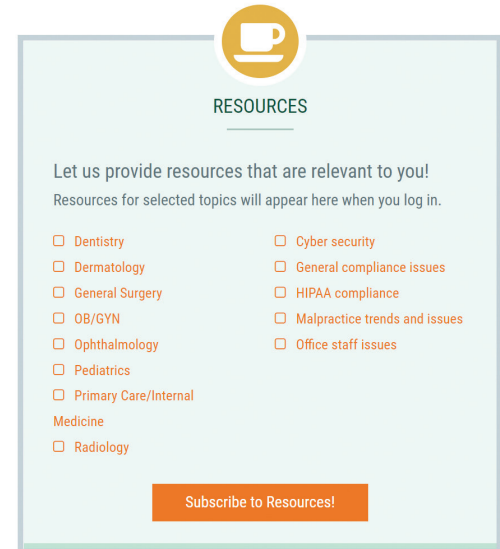 RESOURCES
Let us provide resources that are relevant to you!
Resources for selected topics will appear here when you log in.
Dentistry
Dermatology
General Surgery
OB/GYN
Ophthalmology
Pediatrics
Primary Care/Internal
Medicine
Radiology
Cyber security
General compliance issues
HIPAA compliance
Malpractice trends and issues
Office staff issues
Subscribe to Resources!